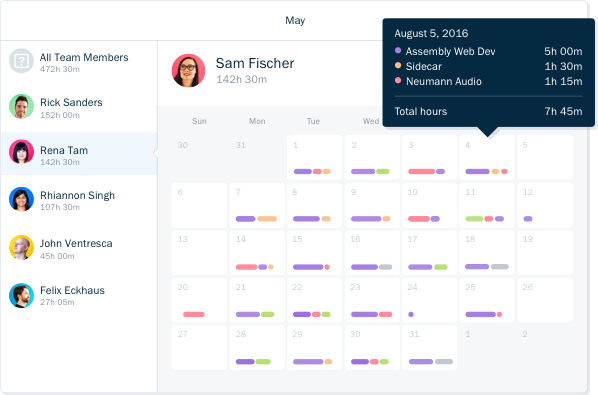 May
August 5, 2016
Assembly Web Dev 5h 00m
Sidecar 1h 30m
Neumann Audio 1h 15m
Total hours 7h 45m
All Team Members
472h 30m
Rick Sanders
152h 00m
Rena Tam
142h 30m
Rhiannon Singh
107h 30m
John Ventresca
45h 00m
Felix Eckhaus
27h 05m
Sam Fischer
142h 30m
Sun Mon Tue Wed
30 31 1 2 3 4 5
6 7 8 9 10 11 12
13 14 15 16 17 18 19
20 21 22 23 24 25 26
27 28 29 30 31 1 2